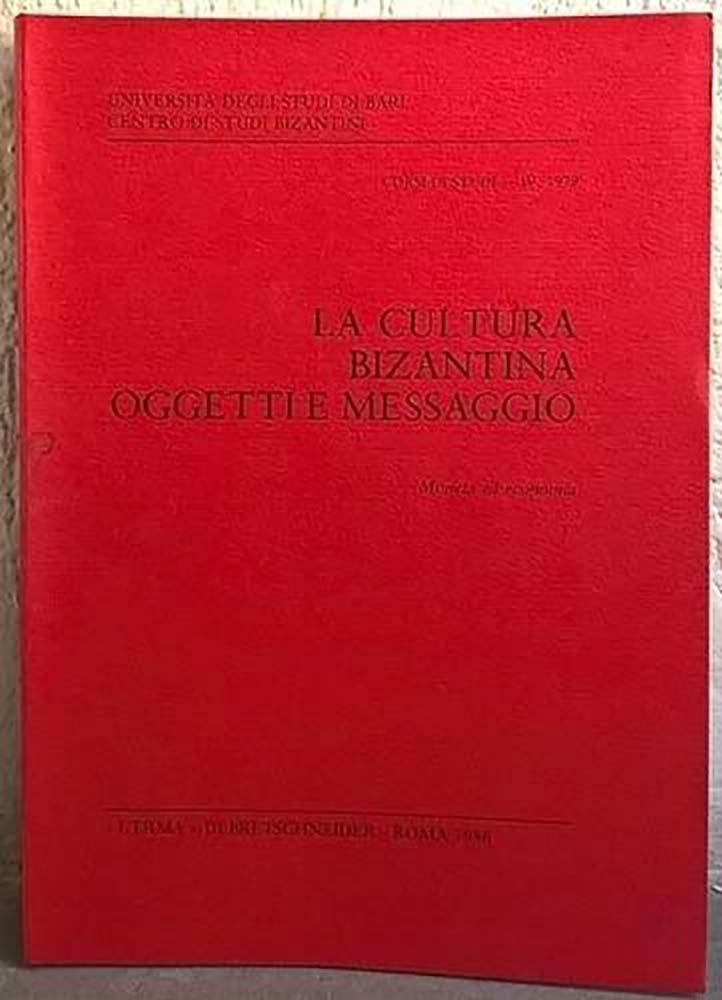 UNIVERSITÀ DEGLI STUDI DI BARI
CENTRO DI STUDI BIZANTINI
CORSI DI STUDI - IV, 1979
LA CULTURA
BIZANTINA
OGGETTI E MESSAGGIO
Moneta ed economia
«L'ERMA» DI BRETSCHNEIDER - ROMA 1986